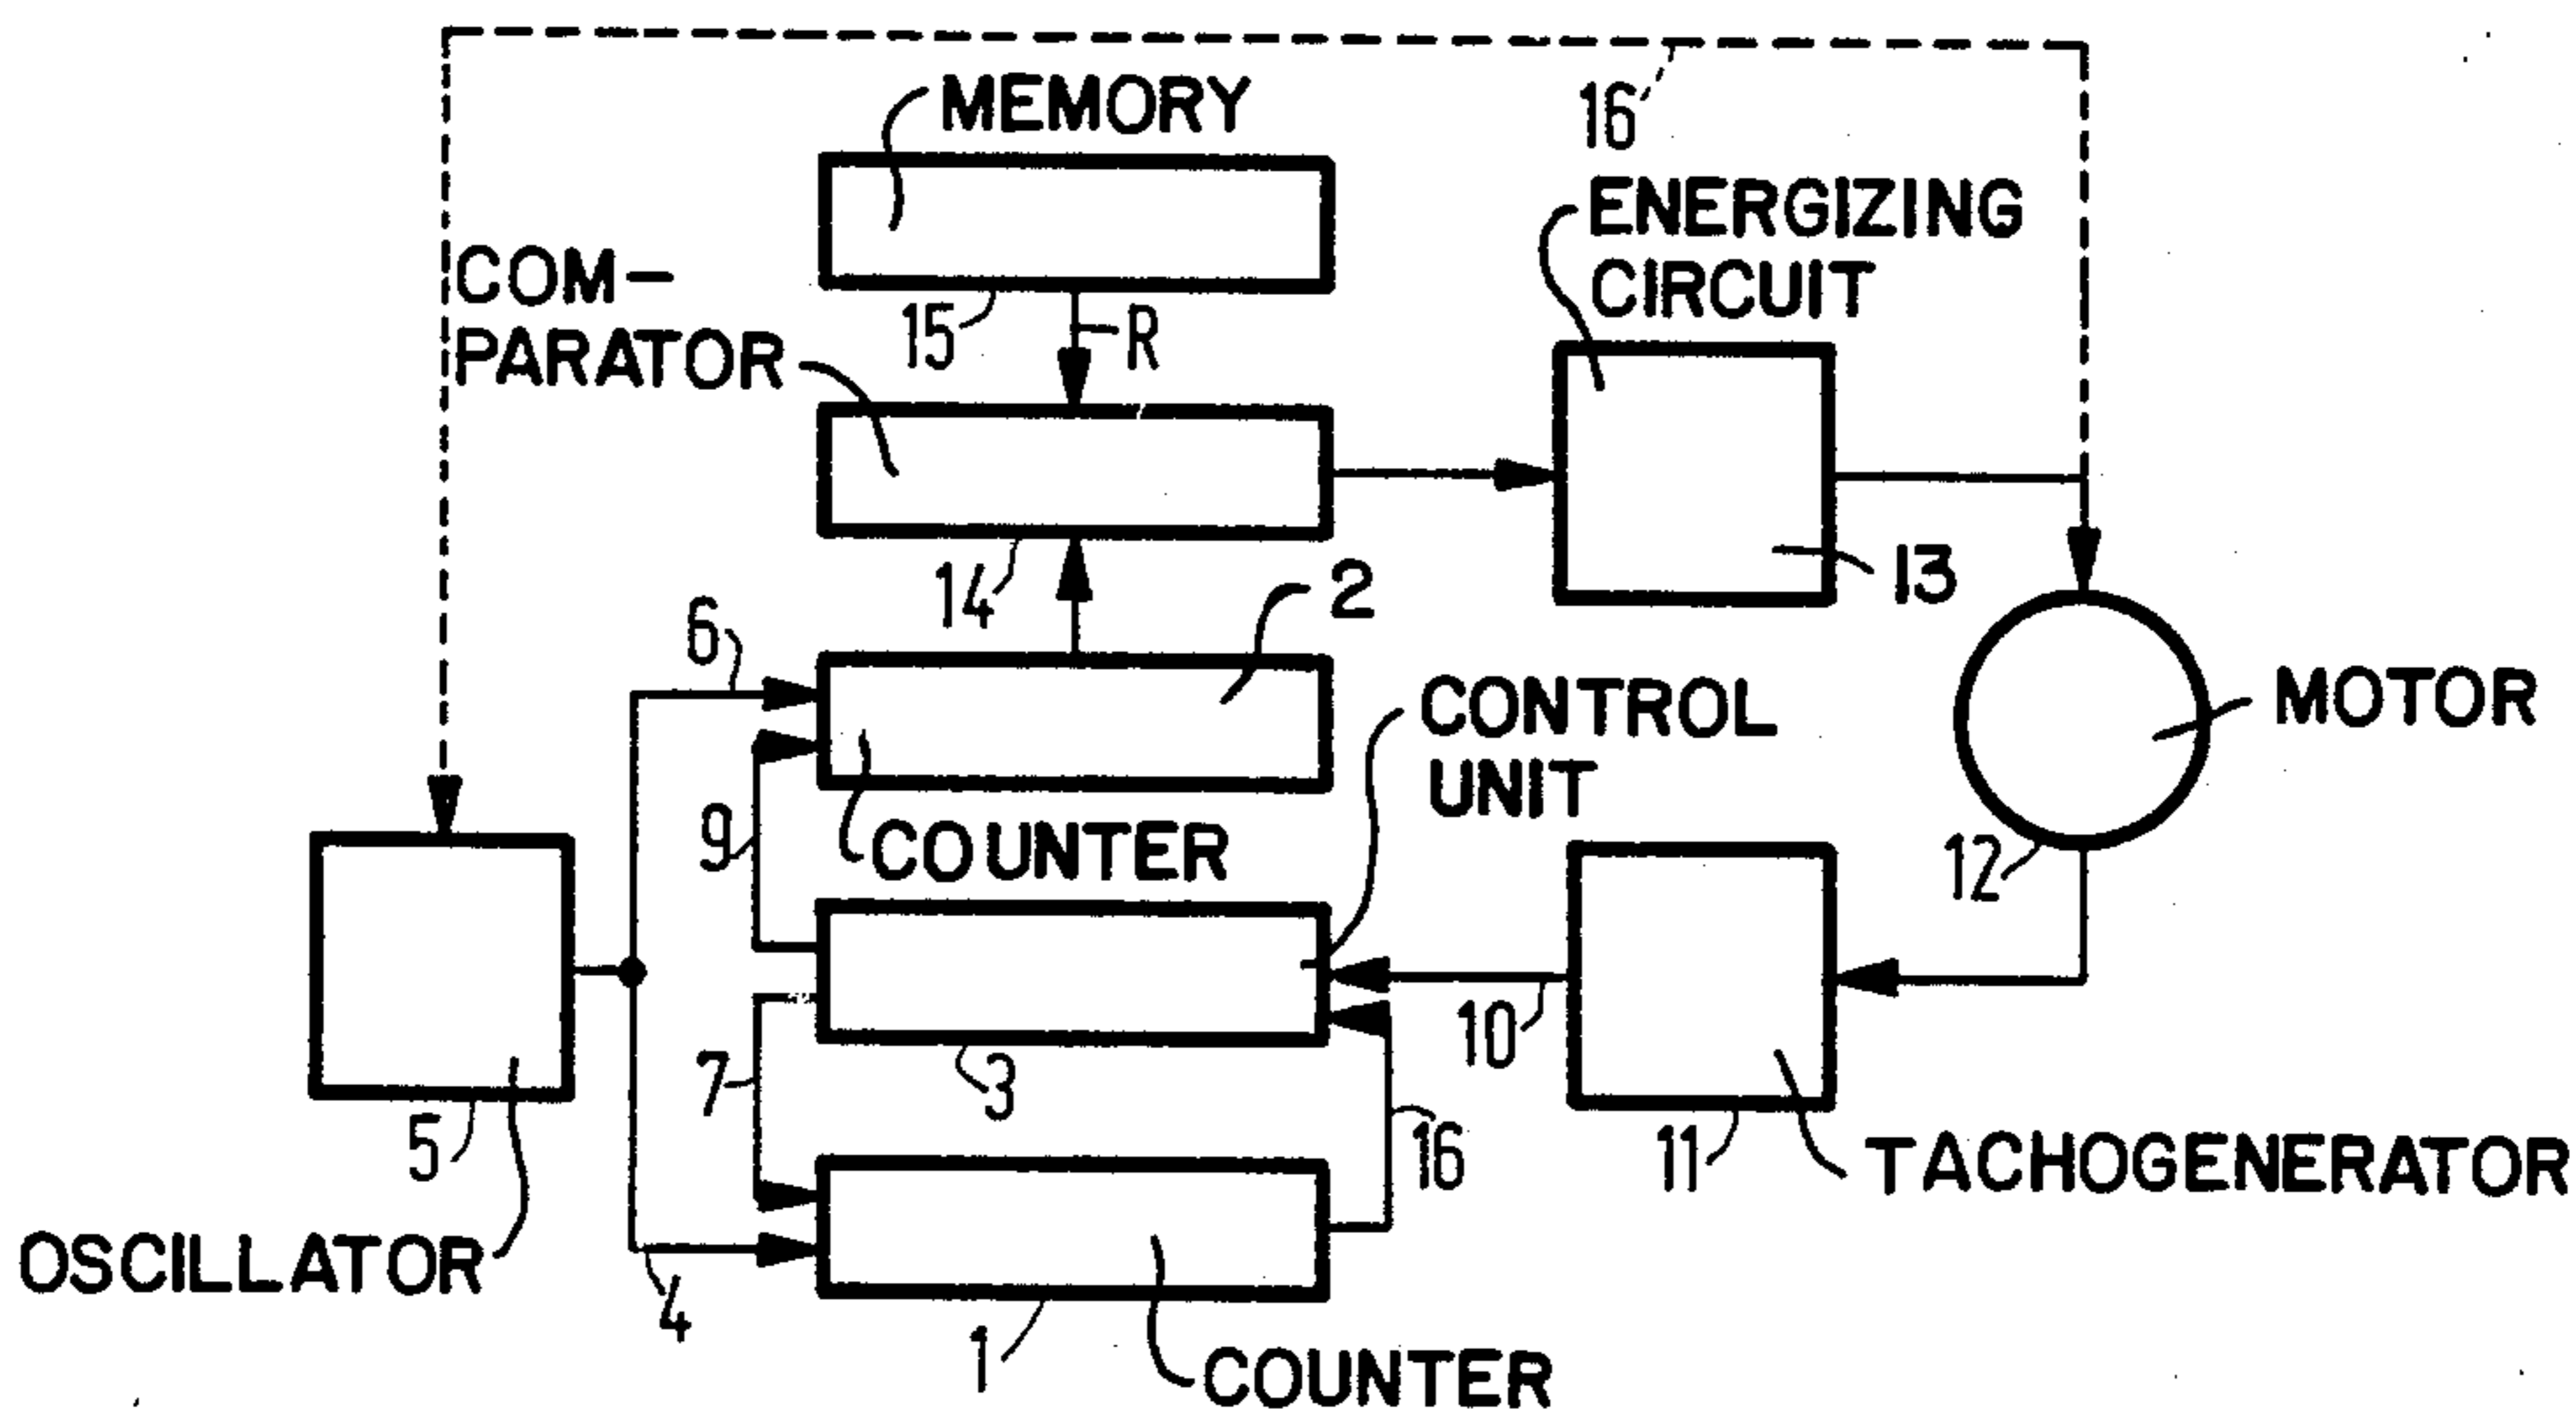 MEMORY
16
ENERGIZING
CIRCUIT
COM-
PARATOR
15
R
14
13
6
2
CONTROL
UNIT
MOTOR
9
COUNTER
12
10
7
3
5
16
11
TACHOGENERATOR
OSCILLATOR
4
1
COUNTER